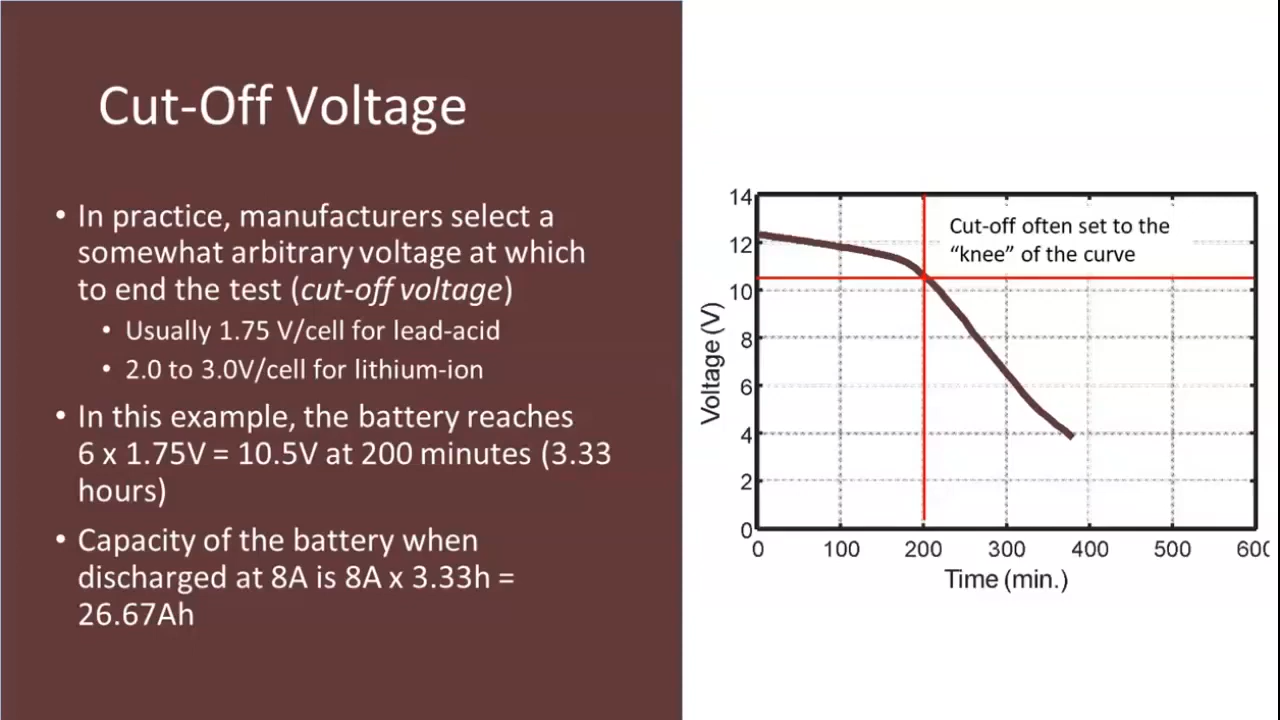 Cut-Off Voltage
• In practice, manufacturers select a
somewhat arbitrary voltage at which
to end the test (cut-off voltage)
• Usually 1.75 V/cell for lead-acid
• 2.0 to 3.0V/cell for lithium-ion
• In this example, the battery reaches
6 x 1.75V = 10.5V at 200 minutes (3.33
hours)
• Capacity of the battery when
discharged at 8A is 8A x 3.33h =
26.67Ah
Cut-off often set to the
“knee” of the curve
Voltage (V)
14
12
10
8
6
4
2
0
0 100 200 300 400 500 600
Time (min.)